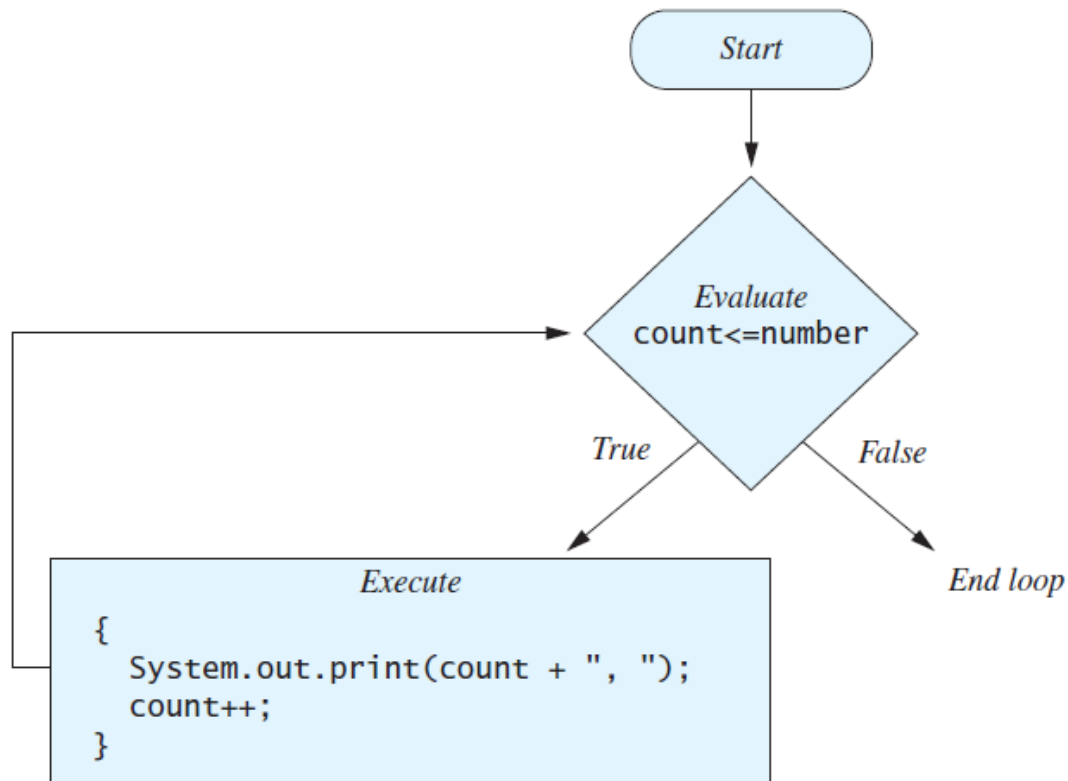 Start
Evaluate
count<=number
True
False
End loop
Execute
{
System.out.print(count + ", ");
count++;
}